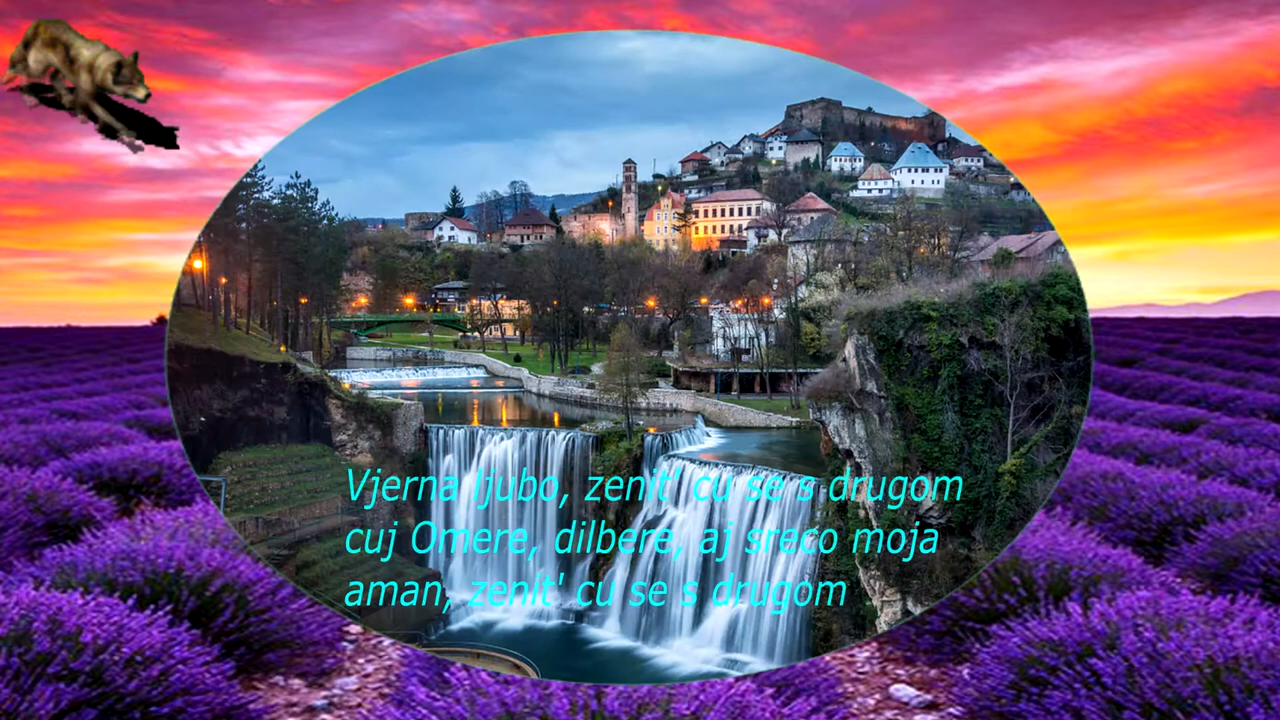 Vjerna ljubo, zenit' cu se s drugom
cuj Omere, dilbere, aj sreco moja
aman, zenit' cu se s drugom